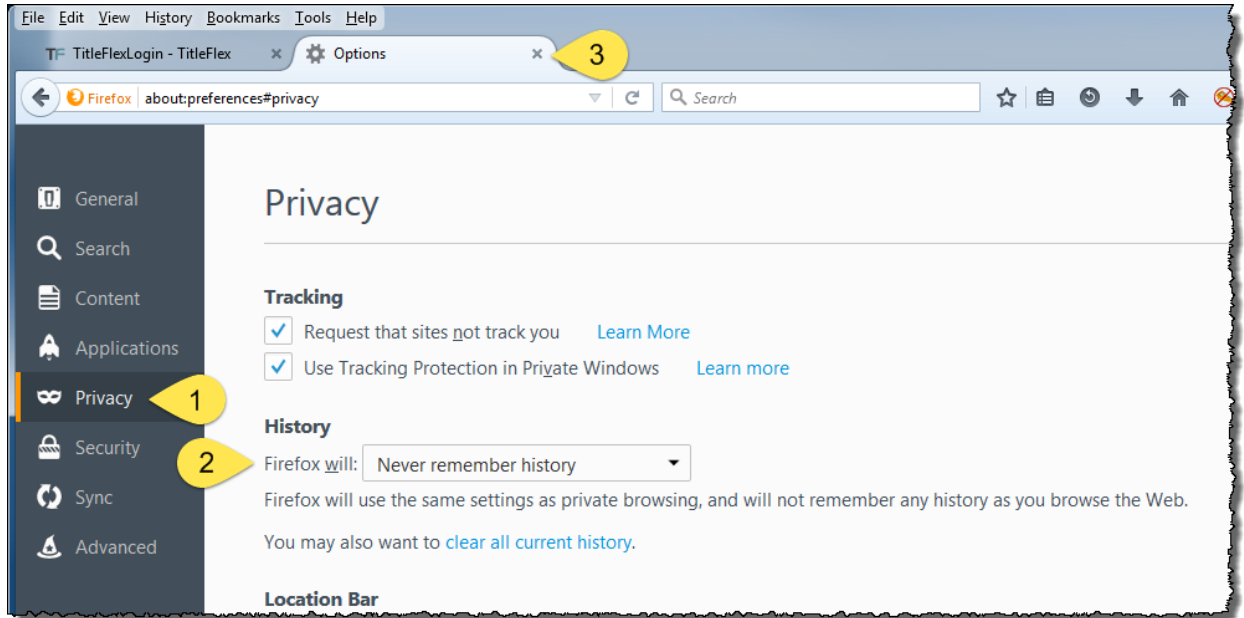 File Edit View History Bookmarks Tools Help
TF TitleFlexLogin - TitleFlex × Options × 3
Firefox about:preferences#privacy Search
General
Privacy
Search
Tracking
Content
Request that sites not track you Learn More
Applications
Use Tracking Protection in Private Windows Learn more
Privacy 1
History
Security
2 Firefox will: Never remember history
Sync
Firefox will use the same settings as private browsing, and will not remember any history as you browse the Web.
Advanced
You may also want to clear all current history.
Location Bar